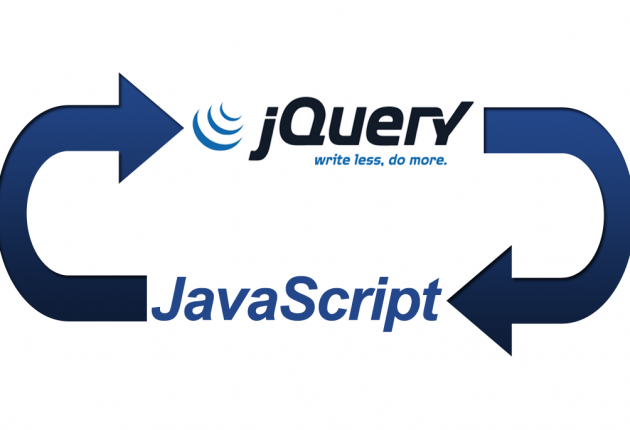 jQuery
write less, do more.
JavaScript